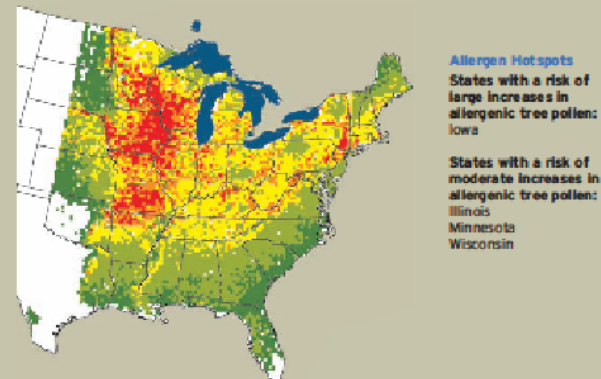 Allergen Hotspots
States with a risk of
large increases in
allergenic tree pollen:
Iowa
States with a risk of
moderate increases in
allergenic tree pollen:
Illinois
Minnesota
Wisconsin